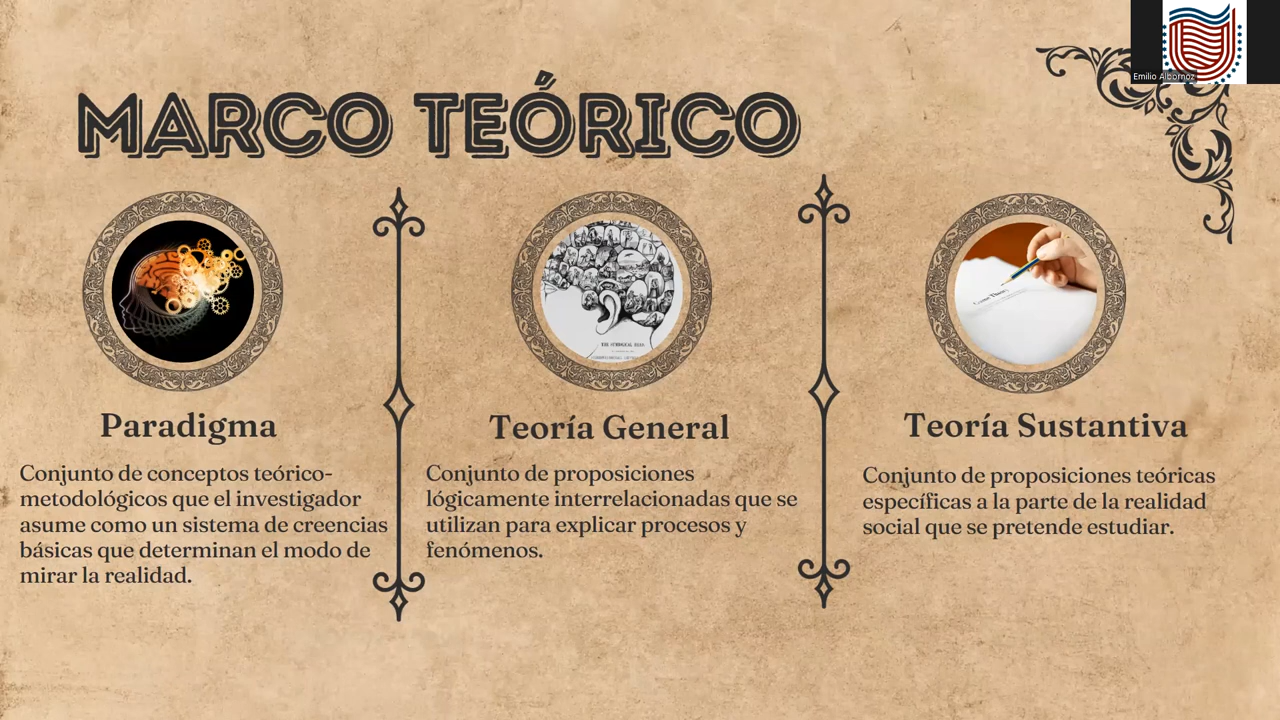 Emilio Albornoz
MARCO TEÓRICO
Paradigma
Conjunto de conceptos teórico-
metodológicos que el investigador
asume como un sistema de creencias
básicas que determinan el modo de
mirar la realidad.
Teoría General
Conjunto de proposiciones
lógicamente interrelacionadas que se
utilizan para explicar procesos y
fenómenos.
Teoría Sustantiva
Conjunto de proposiciones teóricas
específicas a la parte de la realidad
social que se pretende estudiar.